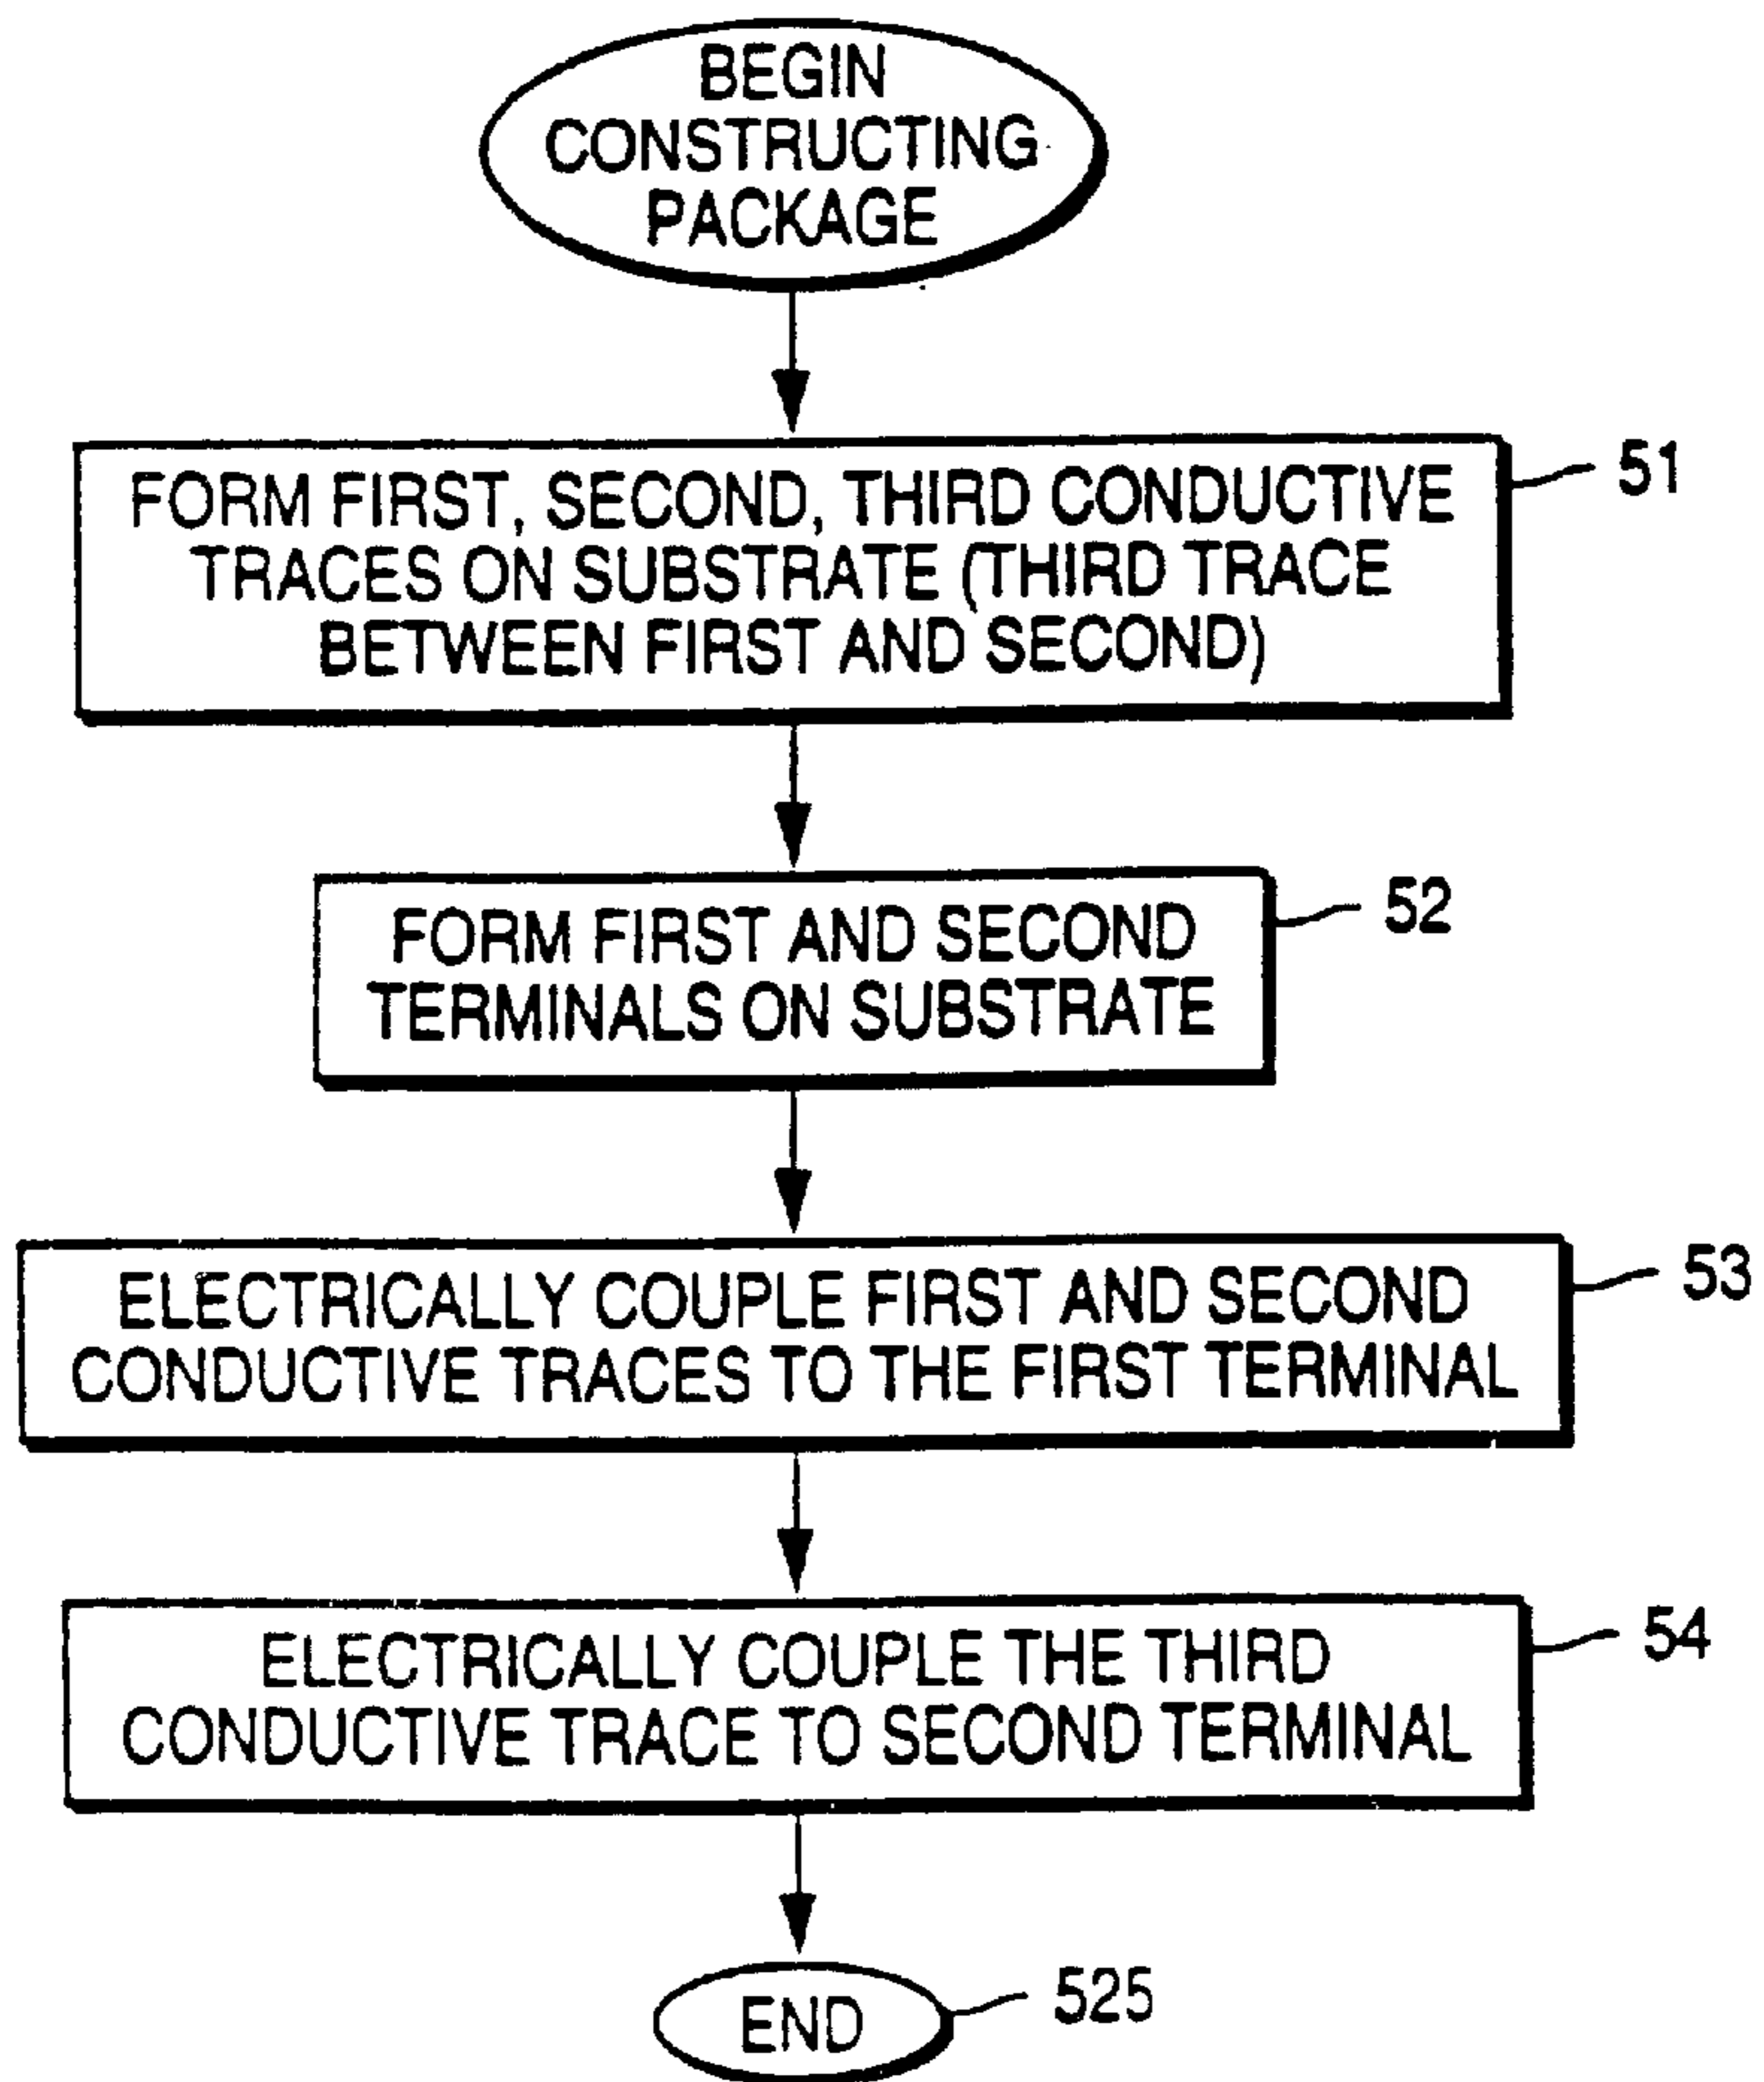 BEGIN
CONSTRUCTING
PACKAGE
FORM FIRST, SECOND, THIRD CONDUCTIVE
TRACES ON SUBSTRATE (THIRD TRACE
BETWEEN FIRST AND SECOND)
51
FORM FIRST AND SECOND
TERMINALS ON SUBSTRATE
52
ELECTRICALLY COUPLE FIRST AND SECOND
CONDUCTIVE TRACES TO THE FIRST TERMINAL
53
ELECTRICALLY COUPLE THE THIRD
CONDUCTIVE TRACE TO SECOND TERMINAL
54
END
525